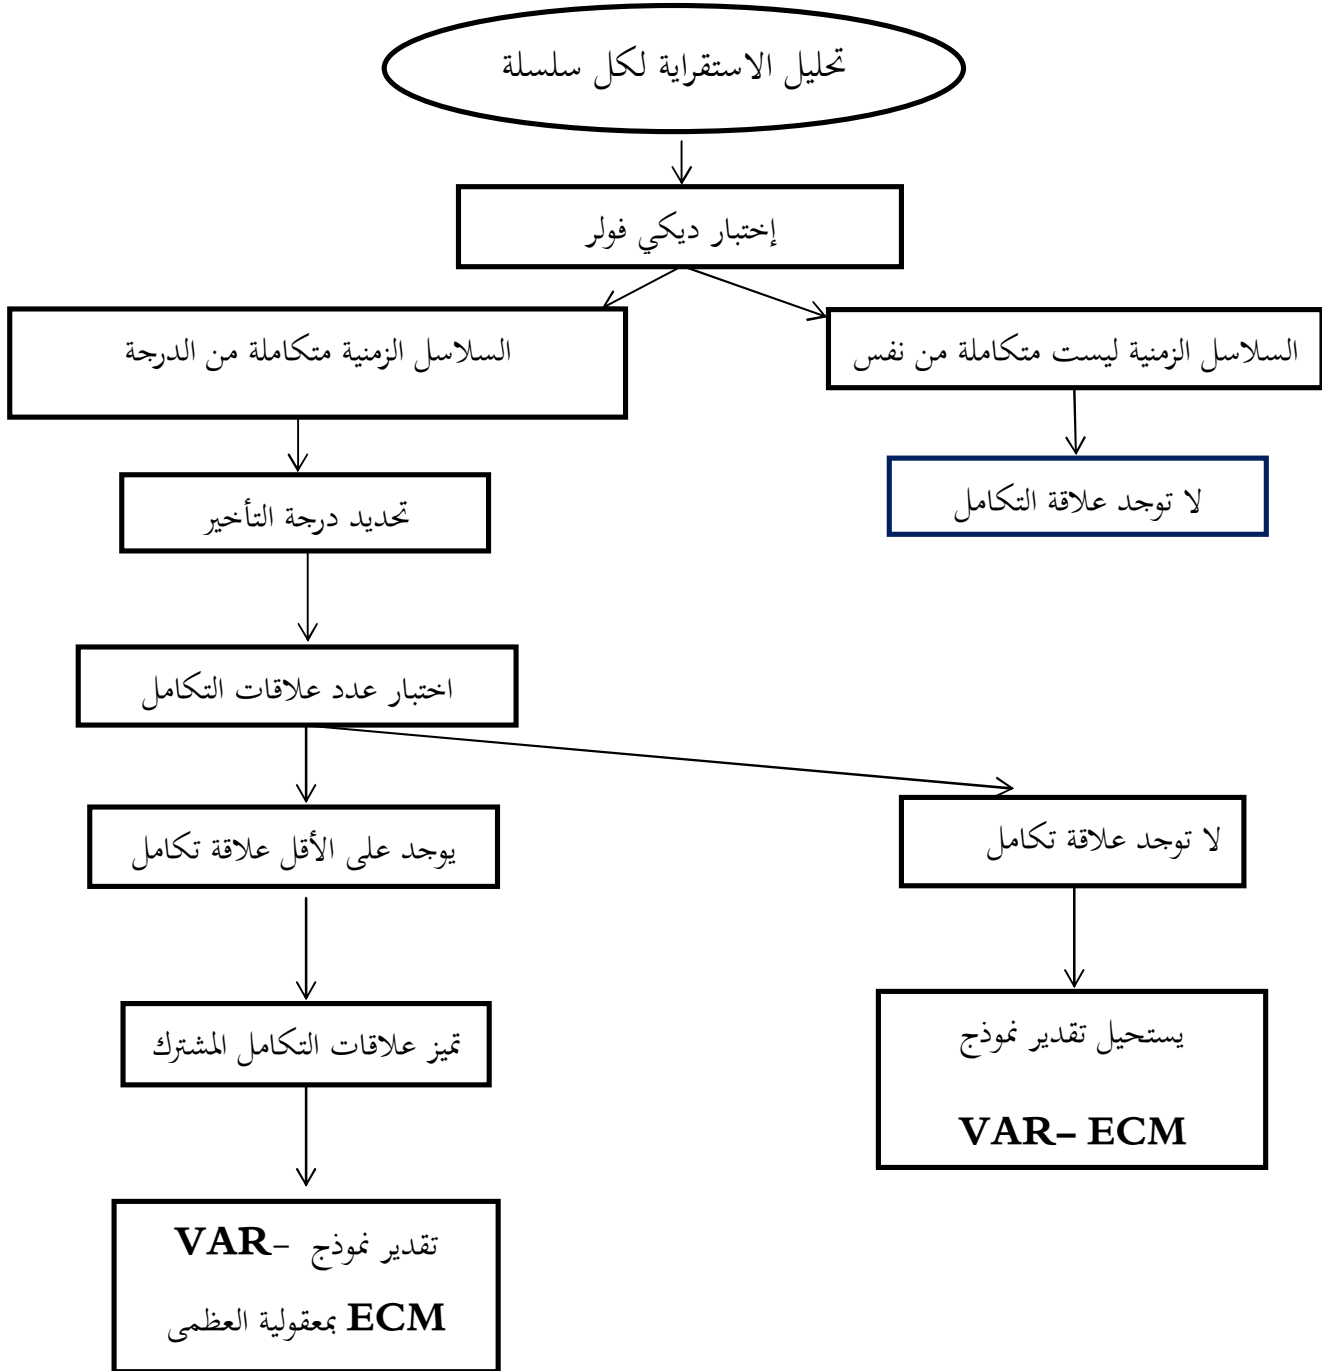 تحليل الاستقراية لكل سلسلة
إختبار ديكي فولر
السلاسل الزمنية ليست متكاملة من نفس
السلاسل الزمنية متكاملة من الدرجة
لا توجد علاقة التكامل
تحديد درجة التأخير
اختبار عدد علاقات التكامل
لا توجد علاقة تكامل
يوجد على الأقل علاقة تكامل
يستحيل تقدير نموذج
VAR– ECM
تميز علاقات التكامل المشترك
تقدير نموذج VAR–
ECM بمعقولية العظمى